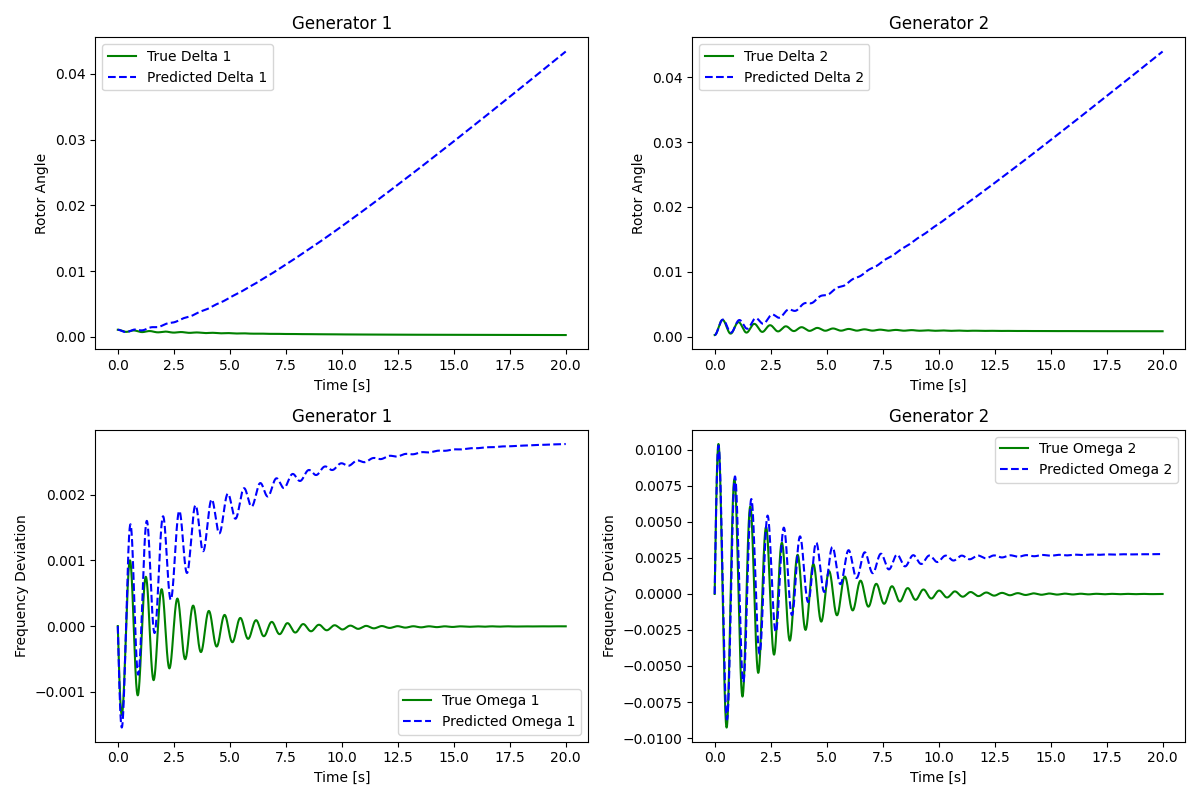 Generator 1
True Delta 1
Predicted Delta 1
0.04
0.03
0.02
0.01
0.00
Rotor Angle
0.0 2.5 5.0 7.5 10.0 12.5 15.0 17.5 20.0
Time [s]
Generator 2
True Delta 2
Predicted Delta 2
0.04
0.03
0.02
0.01
0.00
Rotor Angle
0.0 2.5 5.0 7.5 10.0 12.5 15.0 17.5 20.0
Time [s]
Generator 1
0.002
0.001
0.000
−0.001
Frequency Deviation
True Omega 1
Predicted Omega 1
0.0 2.5 5.0 7.5 10.0 12.5 15.0 17.5 20.0
Time [s]
Generator 2
True Omega 2
Predicted Omega 2
0.0100
0.0075
0.0050
0.0025
0.0000
−0.0025
−0.0050
−0.0075
−0.0100
Frequency Deviation
0.0 2.5 5.0 7.5 10.0 12.5 15.0 17.5 20.0
Time [s]